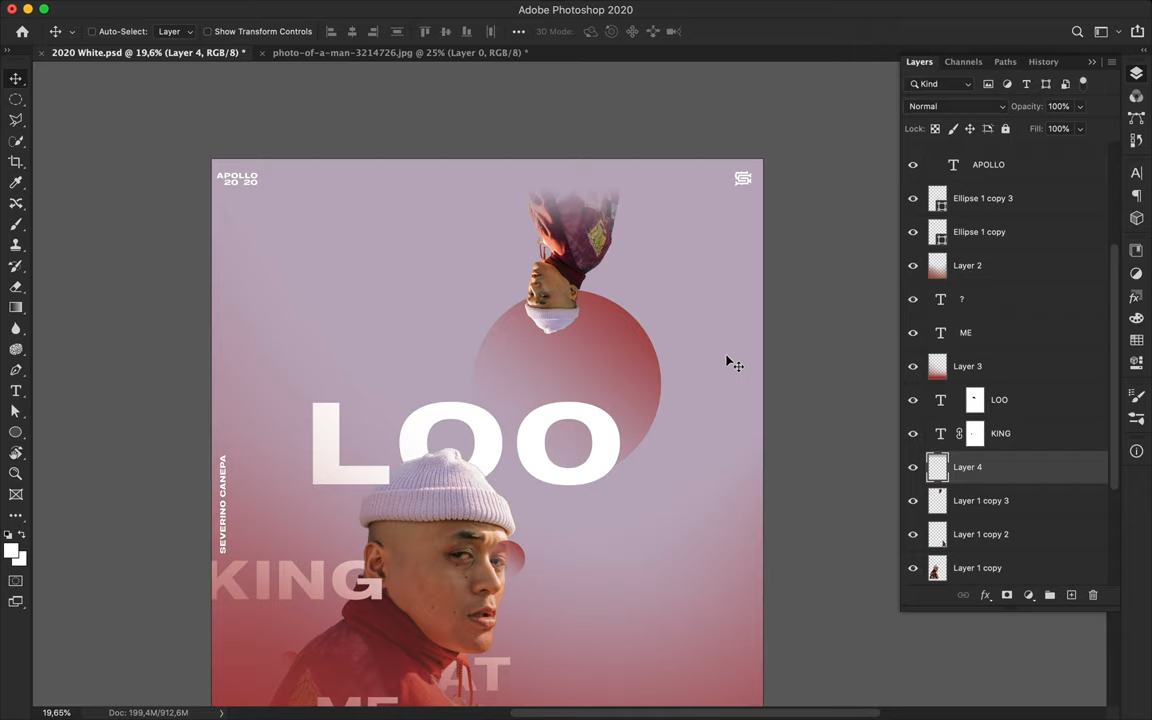 Adobe Photoshop 2020
Auto-Select: Layer Show Transform Controls 3D Mode:
2020 White.psd @ 19,6% (Layer 4, RGB/8) * photo-of-a-man-3214726.jpg @ 25% (Layer 0, RGB/8) *
Layers Channels Paths History
Kind
Normal Opacity: 100%
Lock: Fill: 100%
APOLLO
Ellipse 1 copy 3
Ellipse 1 copy
Layer 2
?
ME
Layer 3
LOO
KING
Layer 4
Layer 1 copy 3
Layer 1 copy 2
Layer 1 copy
fx
APOLLO
20 20
LOO
SEVERINO CANEPA
KING
AT
ME
19,65% Doc: 199,4M/912,6M